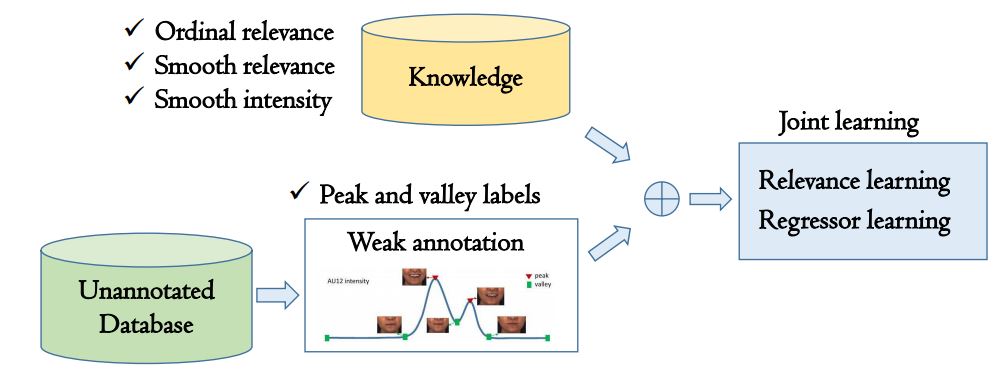 ✓ Ordinal relevance
✓ Smooth relevance
✓ Smooth intensity
Knowledge
Joint learning
Relevance learning
Regressor learning
✓ Peak and valley labels
Weak annotation
AU12 intensity
peak
valley
Unannotated
Database